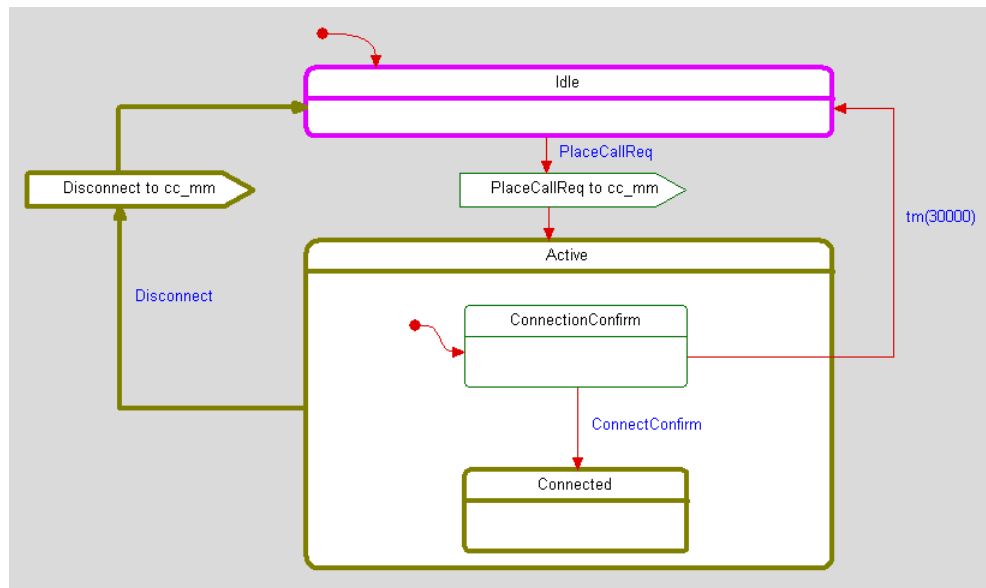 Idle
PlaceCallReq
Disconnect to cc_mm
PlaceCallReq to cc_mm
tm(30000)
Active
Disconnect
ConnectionConfirm
ConnectConfirm
Connected